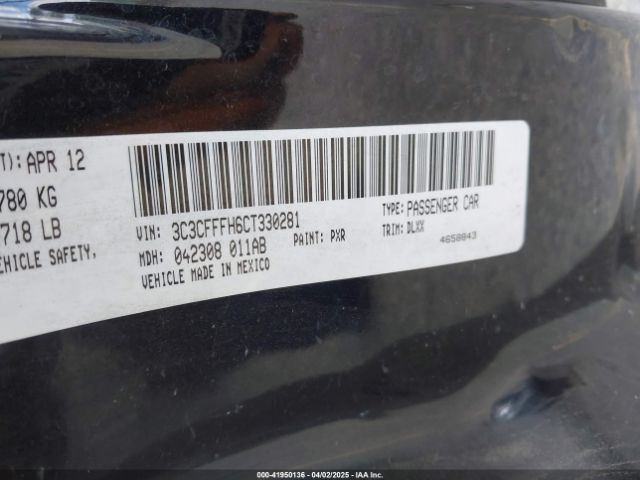 T): APR 12
780 KG
718 LB
EHICLE SAFETY,
VIN: 3C3CFFFH6CT330281
MDH: 042308 011AB
PAINT: PXR
VEHICLE MADE IN MEXICO
TYPE: PASSENGER CAR
TRIM: DLXX
4658843
000-41950136 - 04/02/2025 - IAA Inc.